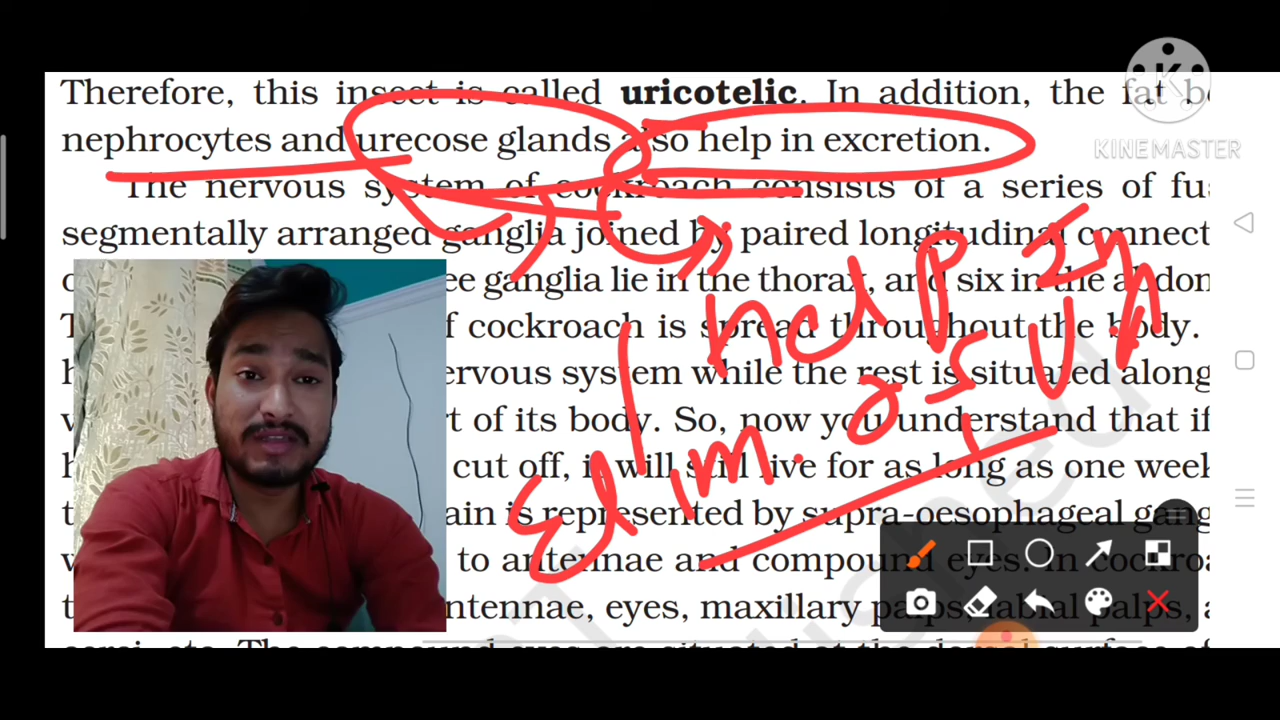 Therefore, this insect is called uricotelic. In addition, the fat b
nephrocytes and urecose glands also help in excretion.
KINEMASTER
The nervous system of cockroach consists of a series of fu
segmentally arranged ganglia joined by paired longitudinal connect
ee ganglia lie in the thorax, and six in the abdom
T f cockroach is spread throughout the body.
h ervous system while the rest is situated along
v rt of its body. So, now you understand that if
h cut off, it will still live for as long as one week
t ain is represented by supra-oesophageal gang
w to antennae and compound eyes. In cockro
t ntennae, eyes, maxillary palps, labial palps, a
help In
Elim. of